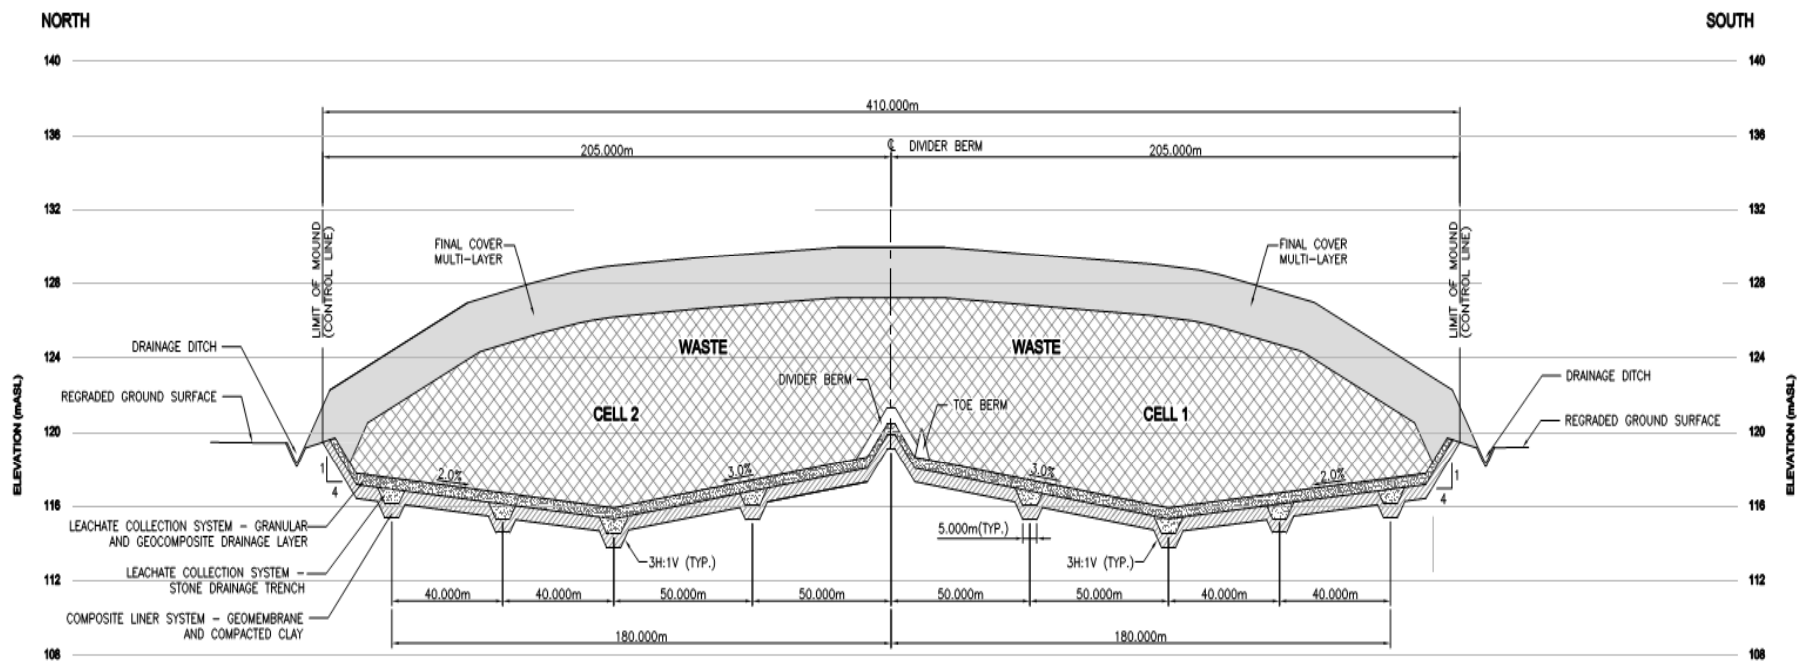 NORTH
SOUTH
140
140
410.000m
136
136
℄ DIVIDER BERM
205.000m
205.000m
132
132
LIMIT OF MOUND
(CONTROL LINE)
FINAL COVER
MULTI-LAYER
FINAL COVER
MULTI-LAYER
LIMIT OF MOUND
(CONTROL LINE)
128
128
DRAINAGE DITCH
WASTE
WASTE
124
124
DIVIDER BERM
DRAINAGE DITCH
REGRADED GROUND SURFACE
TOE BERM
CELL 2
CELL 1
REGRADED GROUND SURFACE
ELEVATION (mASL)
ELEVATION (mASL)
120
120
1
4
2.0%
3.0%
3.0%
2.0%
1
4
116
116
LEACHATE COLLECTION SYSTEM – GRANULAR
AND GEOCOMPOSITE DRAINAGE LAYER
5.000m(TYP.)
3H:1V (TYP.)
3H:1V (TYP.)
LEACHATE COLLECTION SYSTEM –
STONE DRAINAGE TRENCH
112
112
40.000m
40.000m
50.000m
50.000m
50.000m
50.000m
40.000m
40.000m
COMPOSITE LINER SYSTEM – GEOMEMBRANE
AND COMPACTED CLAY
180.000m
180.000m
108
108